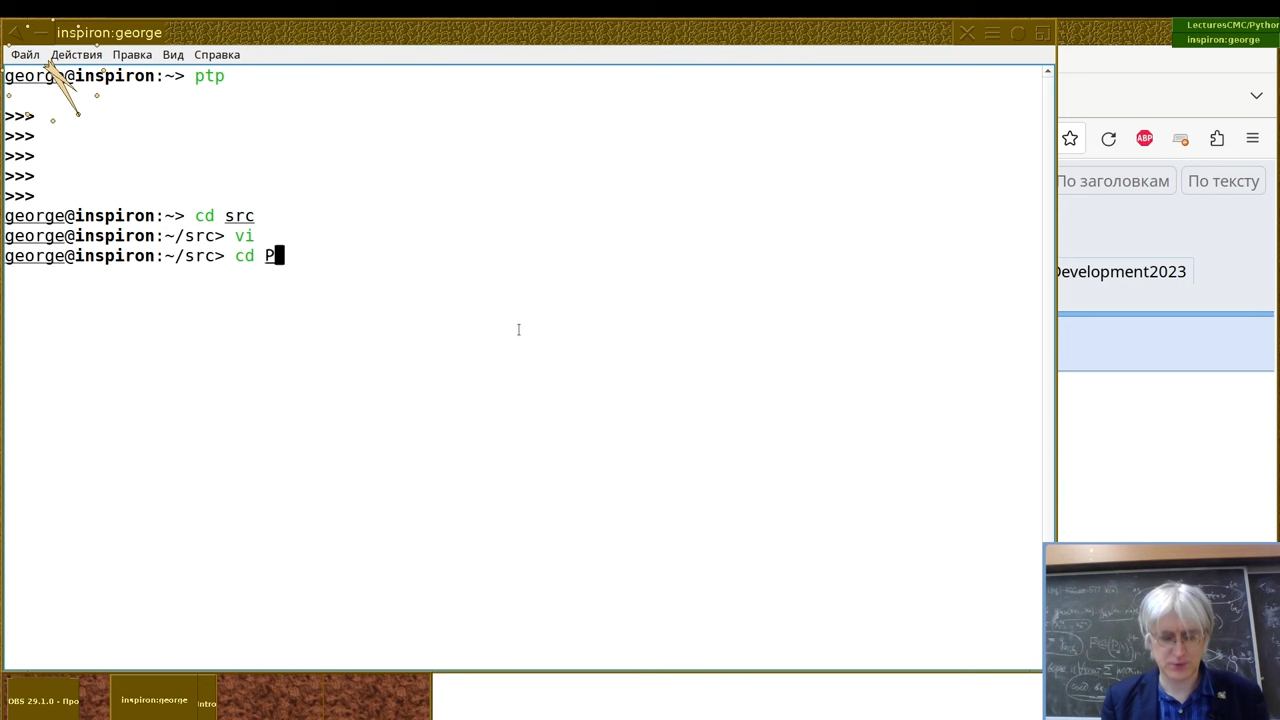 inspiron:george
LecturesCMC/Python
inspiron:george
Файл Действия Правка Вид Справка
george@inspiron:~> ptp
>>>
>>>
>>>
>>>
>>>
george@inspiron:~> cd src
george@inspiron:~/src> vi
george@inspiron:~/src> cd P
ABP
По заголовкам По тексту
Development2023
OBS 29.1.0 - Про
inspiron:george
Intro